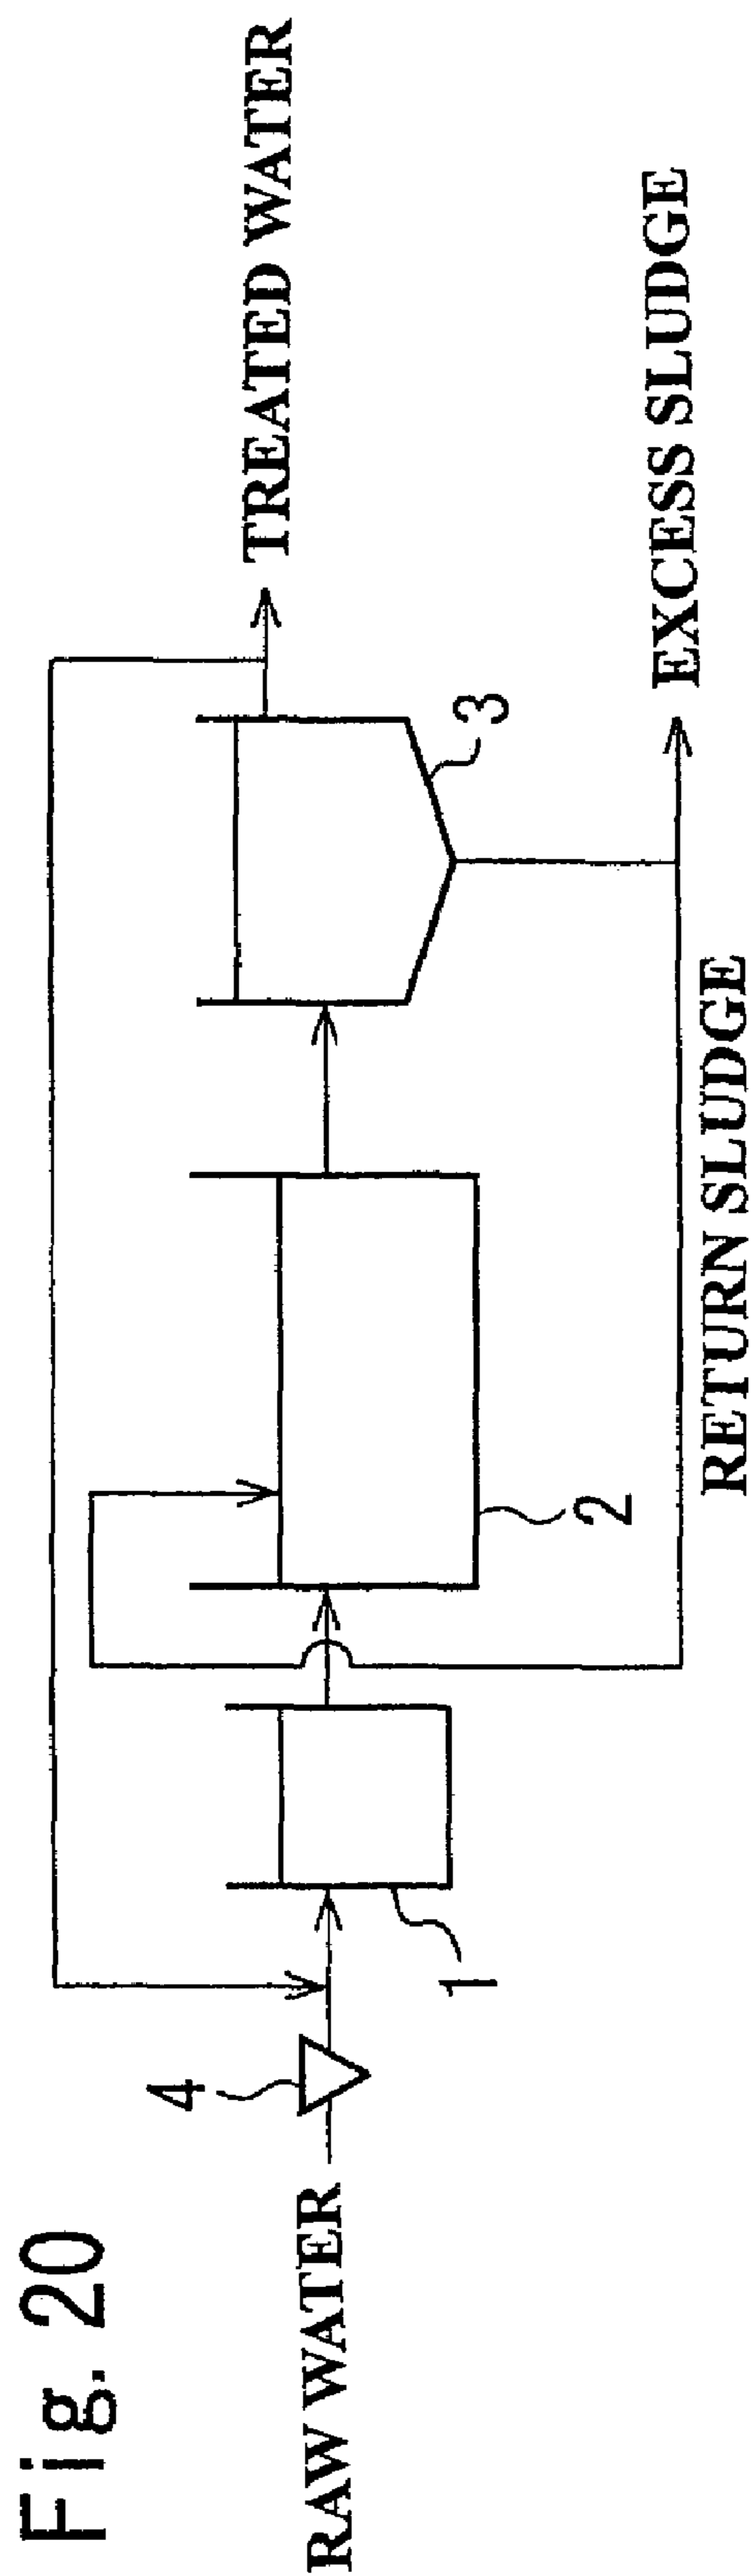 Fig. 20
RAW WATER
4
1
2
3
TREATED WATER
EXCESS SLUDGE
RETURN SLUDGE